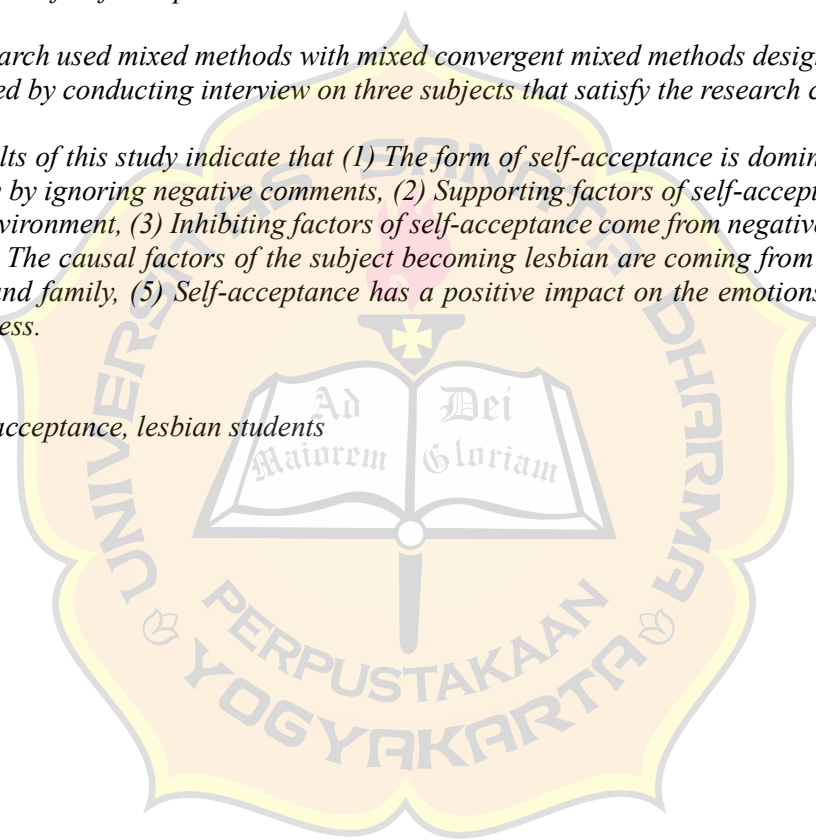 arch used mixed methods with mixed convergent mixed methods desig
ed by conducting interview on three subjects that satisfy the research c
lts of this study indicate that (1) The form of self-acceptance is domin
y by ignoring negative comments, (2) Supporting factors of self-accept
vironment, (3) Inhibiting factors of self-acceptance come from negative
The causal factors of the subject becoming lesbian are coming from
and family, (5) Self-acceptance has a positive impact on the emotions
ess.
acceptance, lesbian students
UNIVERSITAS SANATA DHARMA
Ad Dei
Maiorem Gloriam
PERPUSTAKAAN
YOGYAKARTA